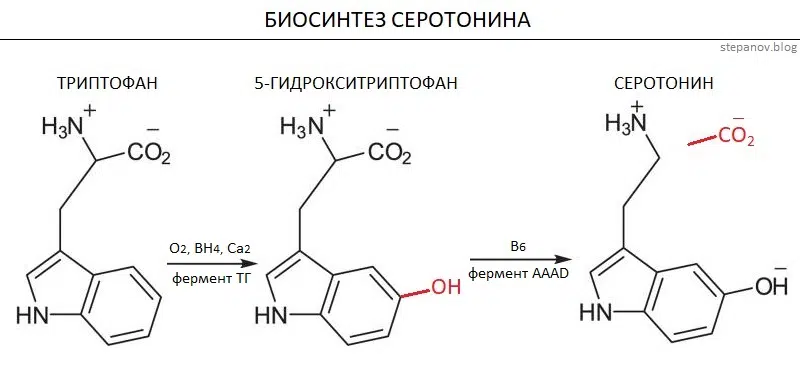 БИОСИНТЕЗ СЕРОТОНИНА
stepanov.blog
ТРИПТОФАН
5-ГИДРОКСИТРИПТОФАН
СЕРОТОНИН
H₃N⁺
CO₂⁻
H₃N⁺
CO₂⁻
H₃N⁺
CO₂⁻
O₂, BH₄, Ca₂
фермент ТГ
B₆
фермент AAAD
OH
OH⁻
HN
HN
HN